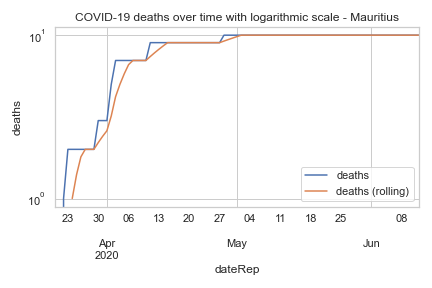 COVID-19 deaths over time with logarithmic scale - Mauritius
10¹
deaths
10⁰
deaths
deaths (rolling)
23 30 06 13 20 27 04 11 18 25 08
Apr May Jun
2020
dateRep